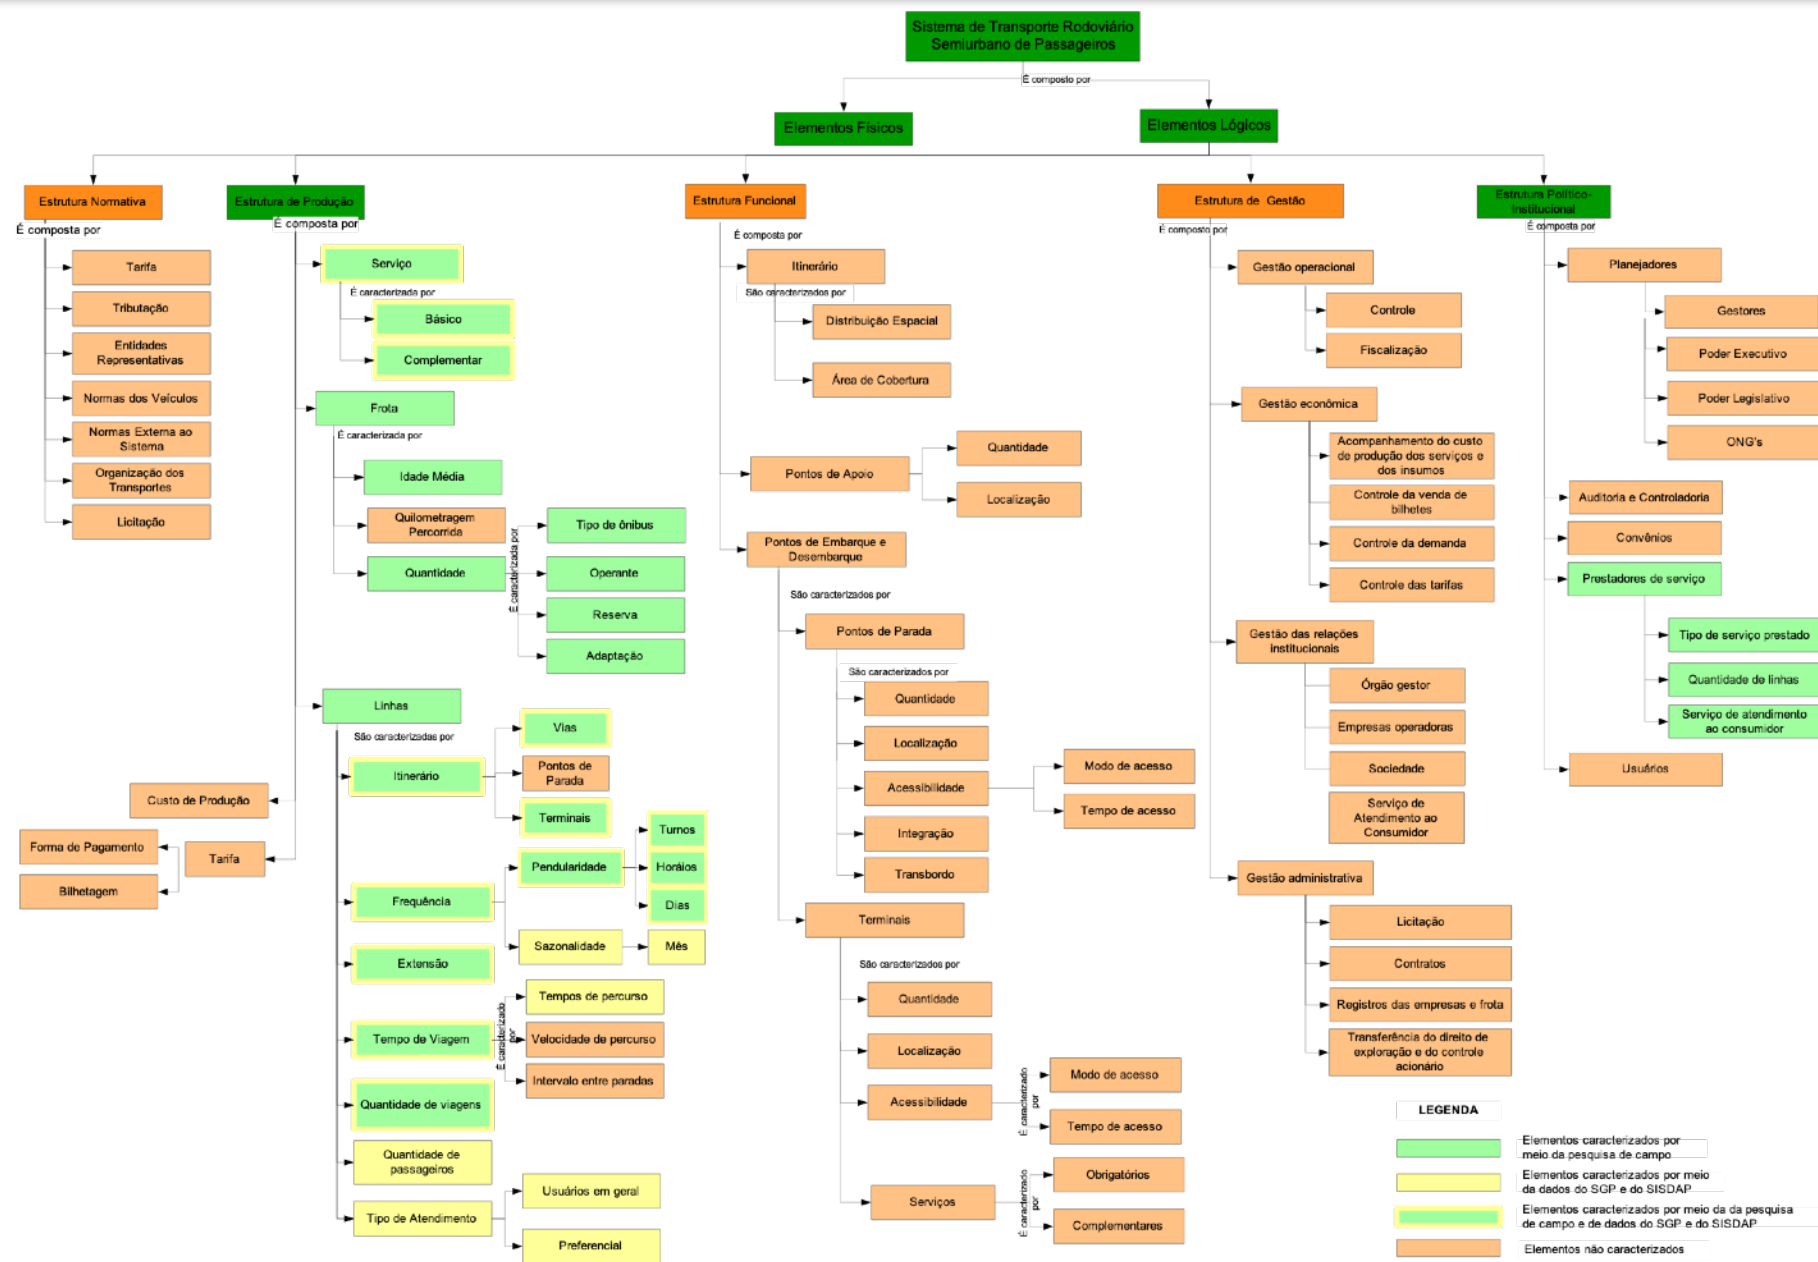 Sistema de Transporte Rodoviário
Semiurbano de Passageiros
É composto por
Elementos Físicos
Elementos Lógicos
Estrutura Normativa
É composta por
Tarifa
Tributação
Entidades
Representativas
Normas dos Veículos
Normas Externa ao
Sistema
Organização dos
Transportes
Licitação
Estrutura de Produção
É composta por
Serviço
É caracterizada por
Básico
Complementar
Frota
É caracterizada por
Idade Média
Quilometragem
Percorrida
Quantidade
É caracterizada por
Tipo de ônibus
Operante
Reserva
Adaptação
Linhas
São caracterizadas por
Itinerário
Vias
Pontos de
Parada
Terminais
Frequência
Pendularidade
Turnos
Horáios
Dias
Sazonalidade
Mês
Extensão
Tempo de Viagem
É caracterizado
por
Tempos de percurso
Velocidade de percurso
Intervalo entre paradas
Quantidade de viagens
Quantidade de
passageiros
Tipo de Atendimento
Usuários em geral
Preferencial
Custo de Produção
Tarifa
Forma de Pagamento
Bilhetagem
Estrutura Funcional
É composta por
Itinerário
São caracterizados por
Distribuição Espacial
Área de Cobertura
Pontos de Apoio
Quantidade
Localização
Pontos de Embarque e
Desembarque
São caracterizados por
Pontos de Parada
São caracterizados por
Quantidade
Localização
Acessibilidade
Modo de acesso
Tempo de acesso
Integração
Transbordo
Terminais
São caracterizados por
Quantidade
Localização
Acessibilidade
É caracterizado
por
Modo de acesso
Tempo de acesso
Serviços
É caracterizado
por
Obrigatórios
Complementares
Estrutura de Gestão
É composto por
Gestão operacional
Controle
Fiscalização
Gestão econômica
Acompanhamento do custo
de produção dos serviços e
dos insumos
Controle da venda de
bilhetes
Controle da demanda
Controle das tarifas
Gestão das relações
institucionais
Órgão gestor
Empresas operadoras
Sociedade
Serviço de
Atendimento ao
Consumidor
Gestão administrativa
Licitação
Contratos
Registros das empresas e frota
Transferência do direito de
exploração e do controle
acionário
Estrutura Político-
Institucional
É composta por
Planejadores
Gestores
Poder Executivo
Poder Legislativo
ONG's
Auditoria e Controladoria
Convênios
Prestadores de serviço
Tipo de serviço prestado
Quantidade de linhas
Serviço de atendimento
ao consumidor
Usuários
LEGENDA
Elementos caracterizados por
meio da pesquisa de campo
Elementos caracterizados por meio
da dados do SGP e do SISDAP
Elementos caracterizados por meio da da pesquisa
de campo e de dados do SGP e do SISDAP
Elementos não caracterizados